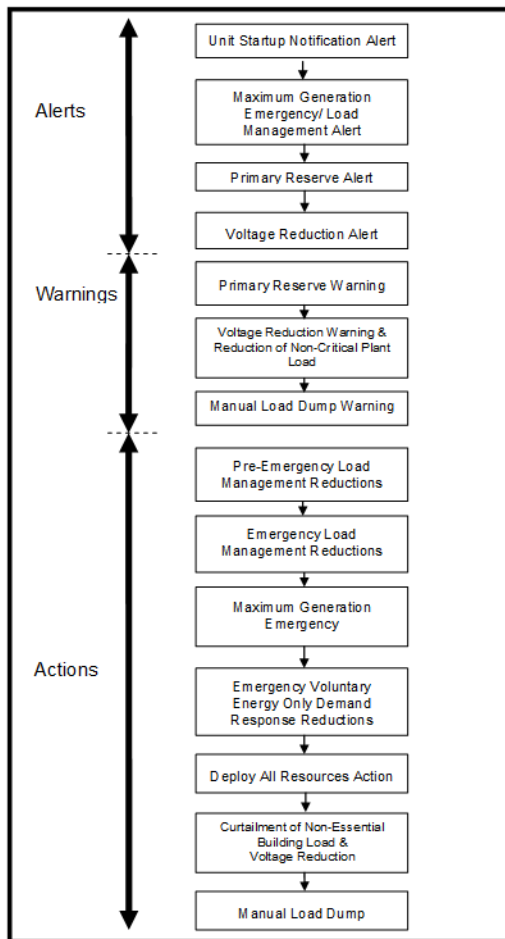 Alerts
Unit Startup Notification Alert
Maximum Generation
Emergency/ Load
Management Alert
Primary Reserve Alert
Voltage Reduction Alert
Warnings
Primary Reserve Warning
Voltage Reduction Warning &
Reduction of Non-Critical Plant
Load
Manual Load Dump Warning
Actions
Pre-Emergency Load
Management Reductions
Emergency Load
Management Reductions
Maximum Generation
Emergency
Emergency Voluntary
Energy Only Demand
Response Reductions
Deploy All Resources Action
Curtailment of Non-Essential
Building Load &
Voltage Reduction
Manual Load Dump